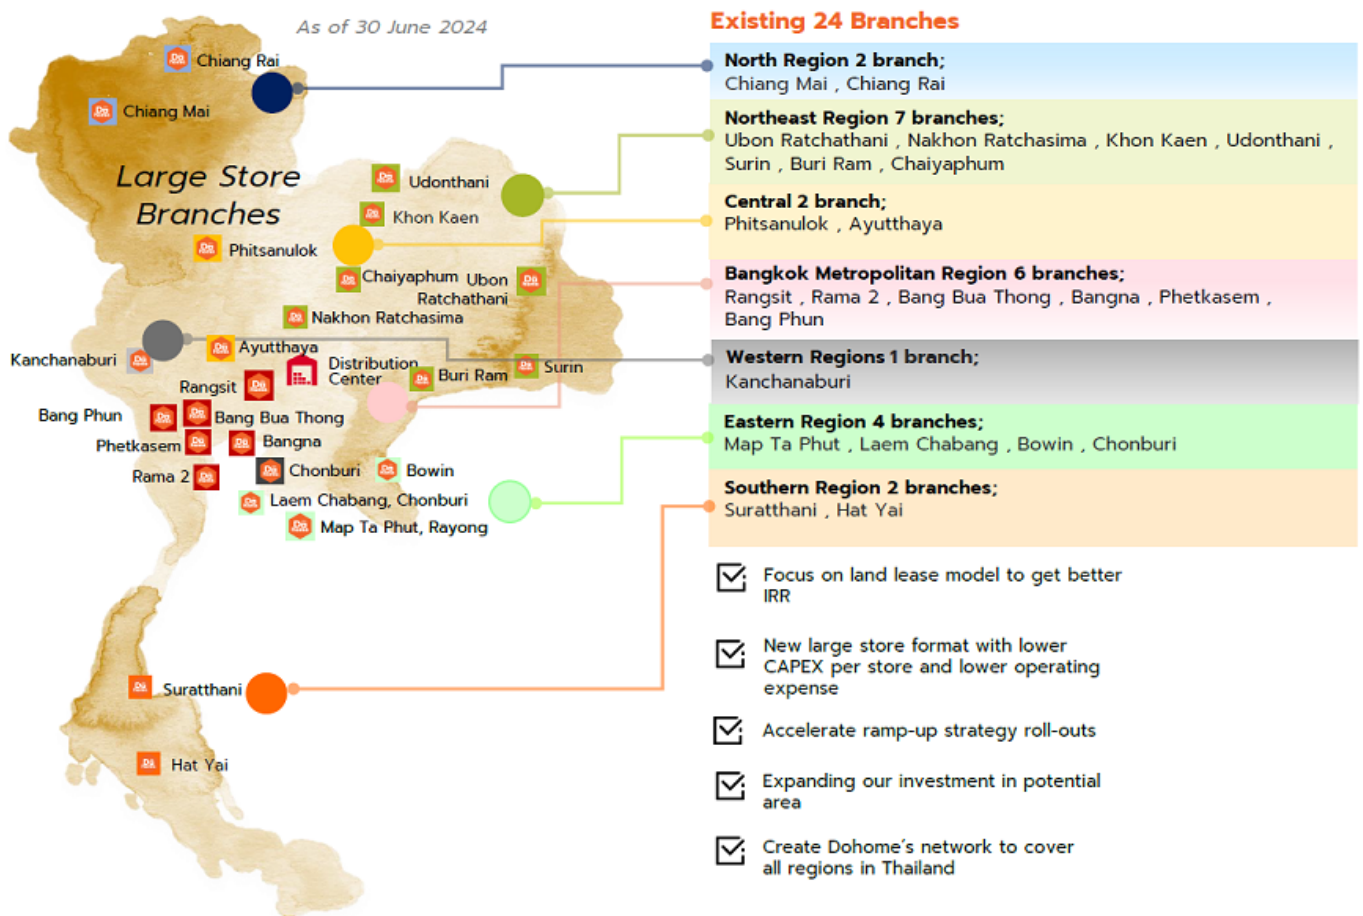 As of 30 June 2024
Chiang Rai
Chiang Mai
Large Store
Branches
Udonthani
Khon Kaen
Phitsanulok
Chaiyaphum
Ubon
Ratchathani
Nakhon Ratchasima
Ayutthaya
Kanchanaburi
Distribution
Center
Surin
Buri Ram
Rangsit
Bang Phun
Bang Bua Thong
Phetkasem
Bangna
Rama 2
Chonburi
Bowin
Laem Chabang, Chonburi
Map Ta Phut, Rayong
Suratthani
Hat Yai
Existing 24 Branches
North Region 2 branch;
Chiang Mai , Chiang Rai
Northeast Region 7 branches;
Ubon Ratchathani , Nakhon Ratchasima , Khon Kaen , Udonthani ,
Surin , Buri Ram , Chaiyaphum
Central 2 branch;
Phitsanulok , Ayutthaya
Bangkok Metropolitan Region 6 branches;
Rangsit , Rama 2 , Bang Bua Thong , Bangna , Phetkasem ,
Bang Phun
Western Regions 1 branch;
Kanchanaburi
Eastern Region 4 branches;
Map Ta Phut , Laem Chabang , Bowin , Chonburi
Southern Region 2 branches;
Suratthani , Hat Yai
Focus on land lease model to get better
IRR
New large store format with lower
CAPEX per store and lower operating
expense
Accelerate ramp-up strategy roll-outs
Expanding our investment in potential
area
Create Dohome's network to cover
all regions in Thailand